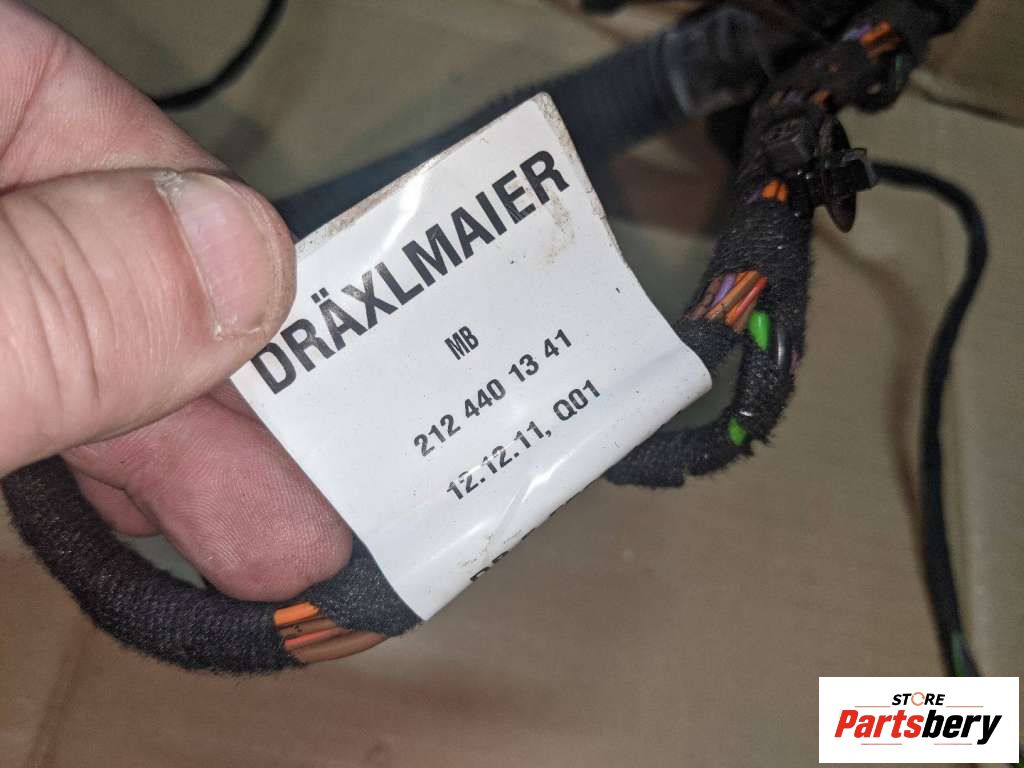 DRÄXLMAIER
MB
212 440 13 41
12.12.11, Q01
STORE
Partsbery